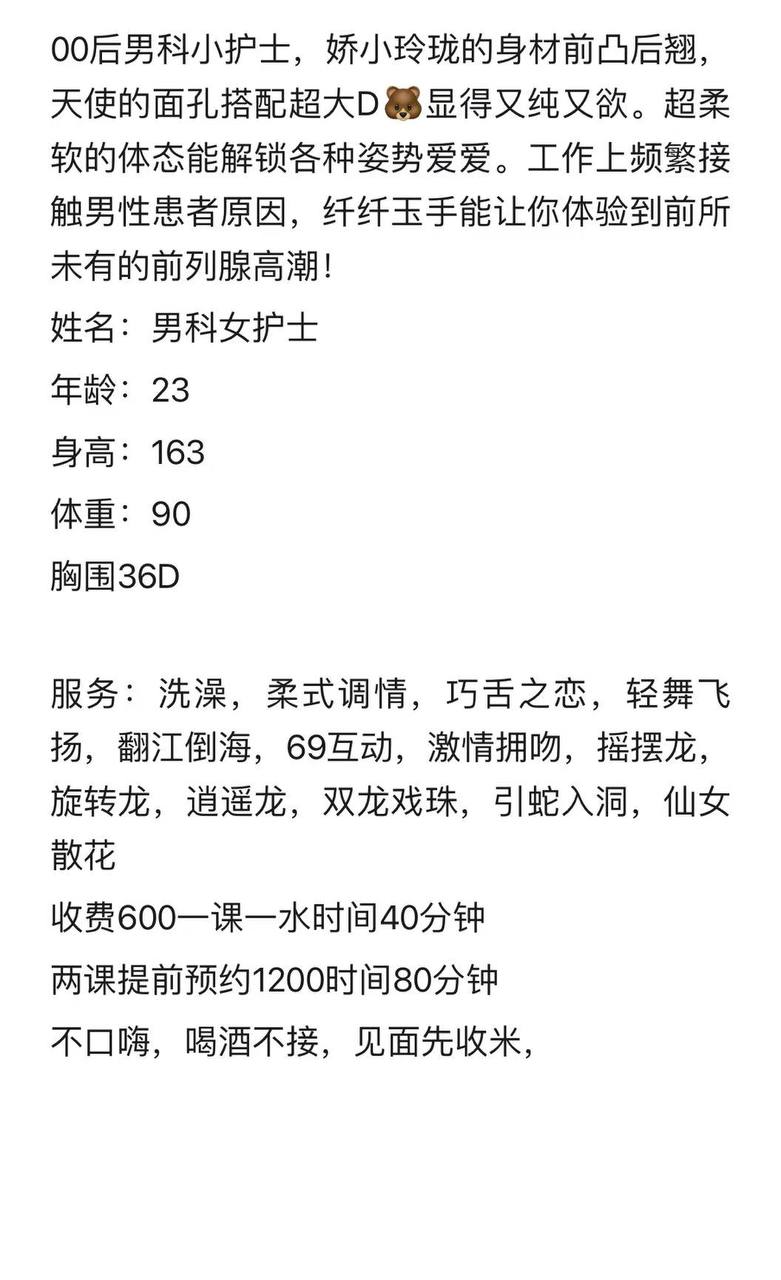 00后男科小护士，娇小玲珑的身材前凸后翘，
天使的面孔搭配超大D🐻显得又纯又欲。超柔
软的体态能解锁各种姿势爱爱。工作上频繁接
触男性患者原因，纤纤玉手能让你体验到前所
未有的前列腺高潮！
姓名：男科女护士
年龄：23
身高：163
体重：90
胸围36D
服务：洗澡，柔式调情，巧舌之恋，轻舞飞
扬，翻江倒海，69互动，激情拥吻，摇摆龙，
旋转龙，逍遥龙，双龙戏珠，引蛇入洞，仙女
散花
收费600一课一水时间40分钟
两课提前预约1200时间80分钟
不口嗨，喝酒不接，见面先收米，